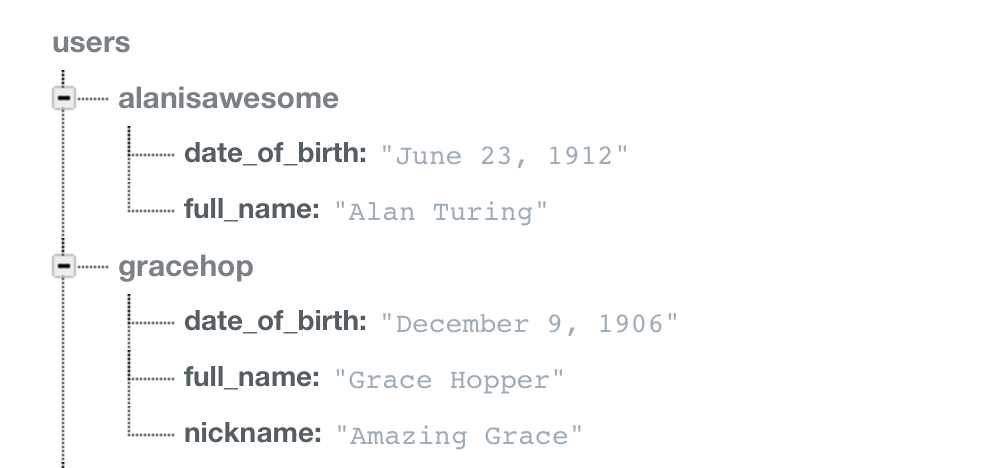 users
alanisawesome
date_of_birth: "June 23, 1912"
full_name: "Alan Turing"
gracehop
date_of_birth: "December 9, 1906"
full_name: "Grace Hopper"
nickname: "Amazing Grace"